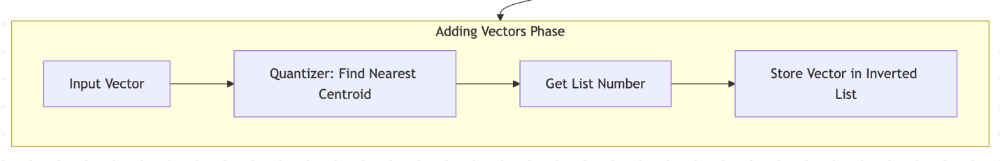 Adding Vectors Phase
Input Vector
Quantizer: Find Nearest
Centroid
Get List Number
Store Vector in Inverted
List